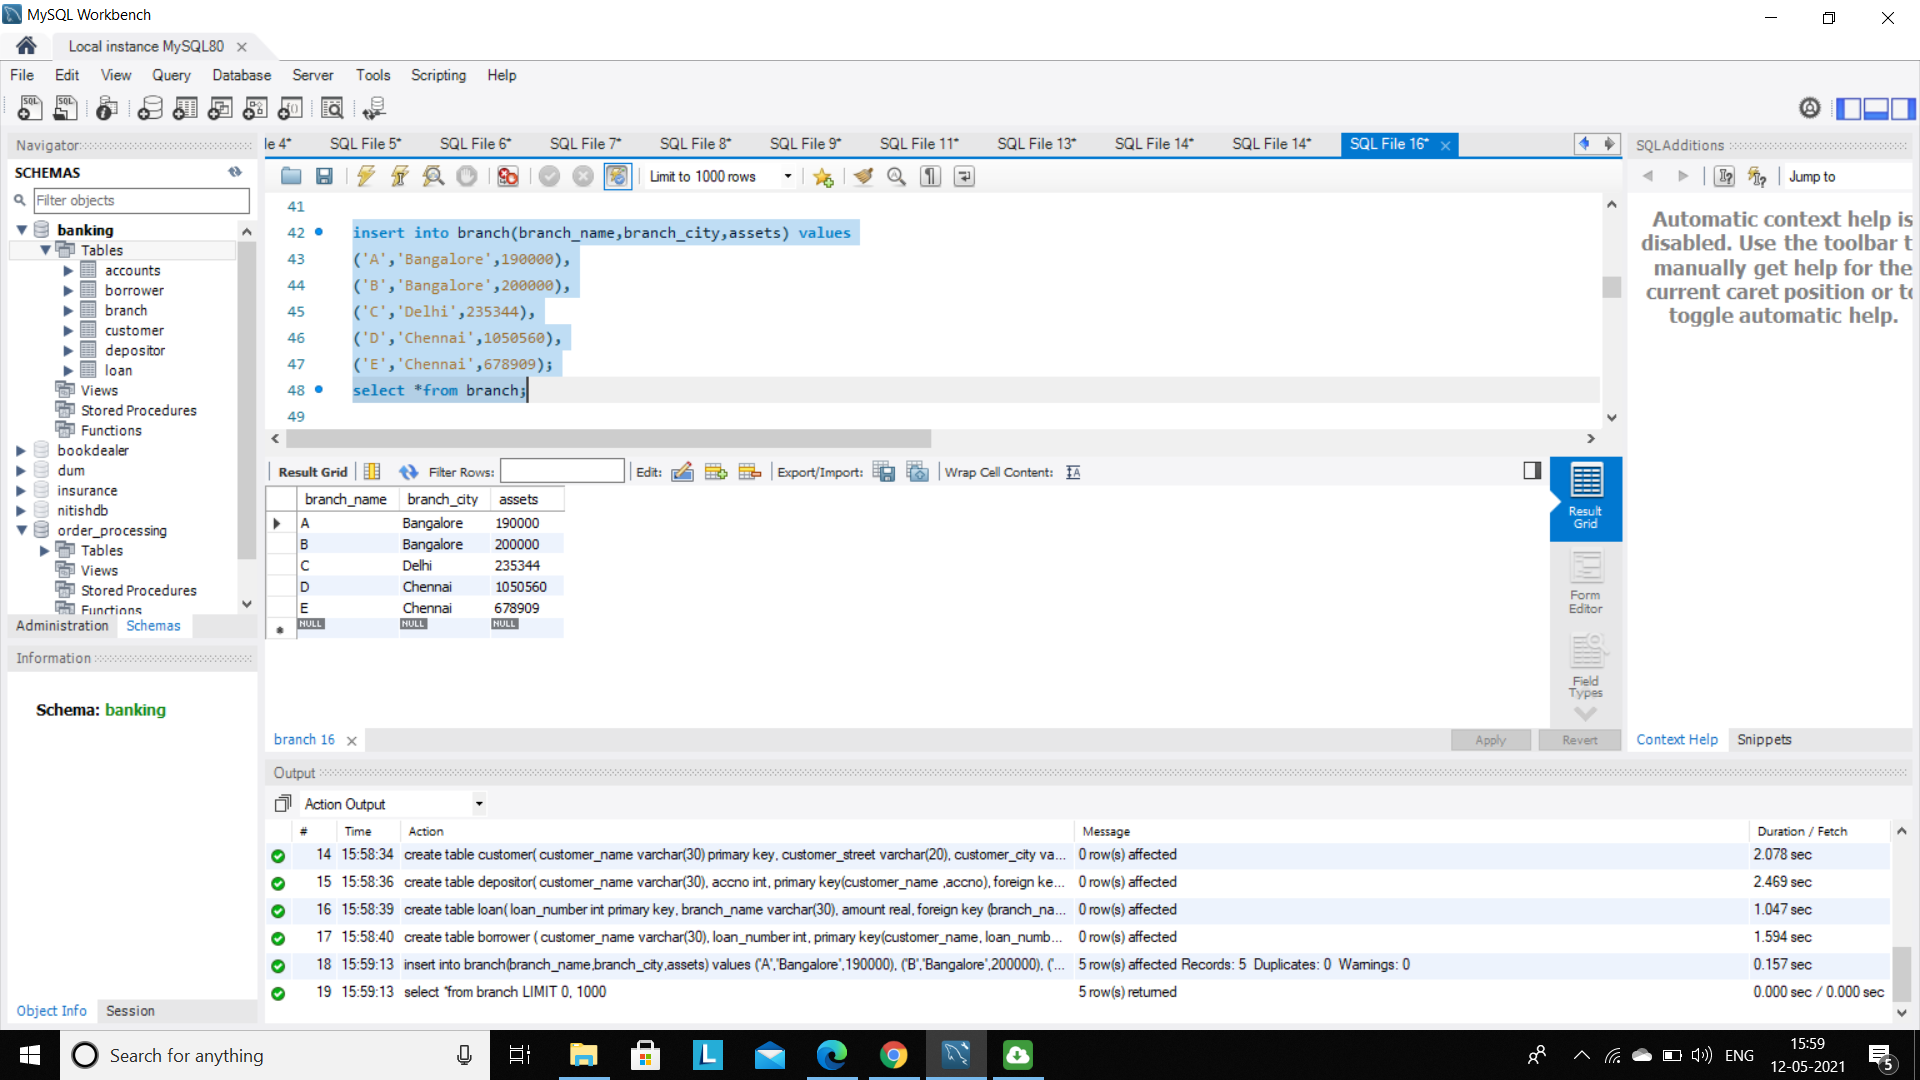 MySQL Workbench
Local instance MySQL80
File Edit View Query Database Server Tools Scripting Help
Navigator
SCHEMAS
Filter objects
banking
Tables
accounts
borrower
branch
customer
depositor
loan
Views
Stored Procedures
Functions
bookdealer
dum
insurance
nitishdb
order_processing
Tables
Views
Stored Procedures
Functions
Administration Schemas
Information
Schema: banking
Object Info Session
le 4* SQL File 5* SQL File 6* SQL File 7* SQL File 8* SQL File 9* SQL File 11* SQL File 13* SQL File 14* SQL File 14* SQL File 16*
Limit to 1000 rows
41
42 insert into branch(branch_name,branch_city,assets) values
43 ('A','Bangalore',190000),
44 ('B','Bangalore',200000),
45 ('C','Delhi',235344),
46 ('D','Chennai',1050560),
47 ('E','Chennai',678909);
48 select *from branch;
49
Result Grid Filter Rows: Edit: Export/Import: Wrap Cell Content:
branch_name branch_city assets
A Bangalore 190000
B Bangalore 200000
C Delhi 235344
D Chennai 1050560
E Chennai 678909
NULL NULL NULL
Result
Grid
Form
Editor
Field
Types
branch 16
Apply Revert
SQLAdditions
Jump to
Automatic context help is
disabled. Use the toolbar t
manually get help for the
current caret position or to
toggle automatic help.
Context Help Snippets
Output
Action Output
# Time Action Message Duration / Fetch
14 15:58:34 create table customer( customer_name varchar(30) primary key, customer_street varchar(20), customer_city va... 0 row(s) affected 2.078 sec
15 15:58:36 create table depositor( customer_name varchar(30), accno int, primary key(customer_name ,accno), foreign ke... 0 row(s) affected 2.469 sec
16 15:58:39 create table loan( loan_number int primary key, branch_name varchar(30), amount real, foreign key (branch_na... 0 row(s) affected 1.047 sec
17 15:58:40 create table borrower ( customer_name varchar(30), loan_number int, primary key(customer_name, loan_numb... 0 row(s) affected 1.594 sec
18 15:59:13 insert into branch(branch_name,branch_city,assets) values ('A','Bangalore',190000), ('B','Bangalore',200000), ('... 5 row(s) affected Records: 5 Duplicates: 0 Warnings: 0 0.157 sec
19 15:59:13 select *from branch LIMIT 0, 1000 5 row(s) returned 0.000 sec / 0.000 sec
Search for anything
ENG
15:59
12-05-2021
5